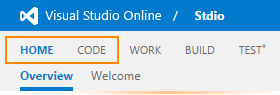 Visual Studio Online / Stdio
HOME CODE WORK BUILD TEST*
Overview Welcome